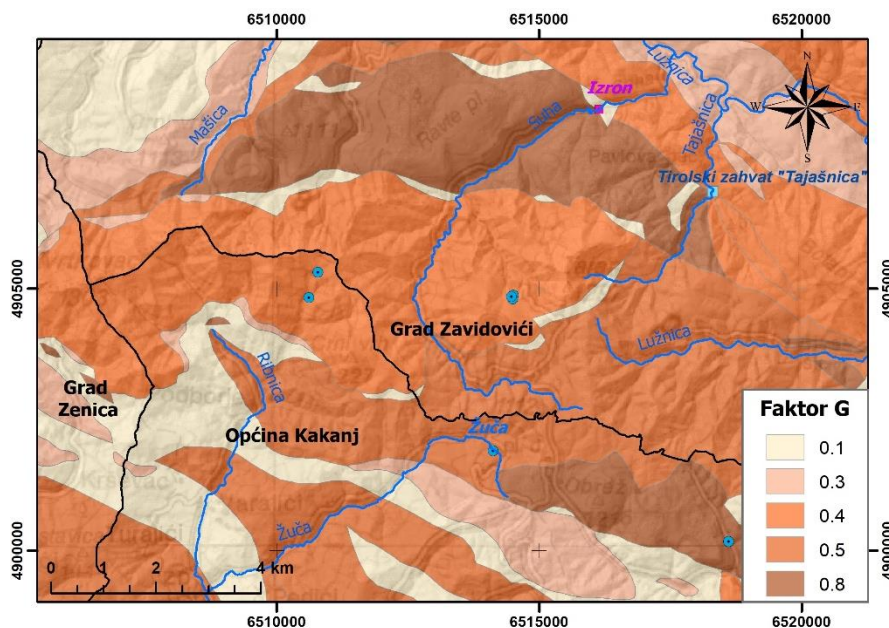 6510000 6515000 6520000
Lužnica
Izron
N
W E
S
Mašica
Suha
Tajašnica
Tirolski zahvat "Tajašnica"
4905000 4905000
Grad Zavidovići
Lužnica
Ribnica
Grad
Zenica
Općina Kakanj
Žuča
Žuča
Faktor G
0.1
0.3
0.4
0.5
0.8
4900000 4900000
0 2 4 km
6510000 6515000 6520000